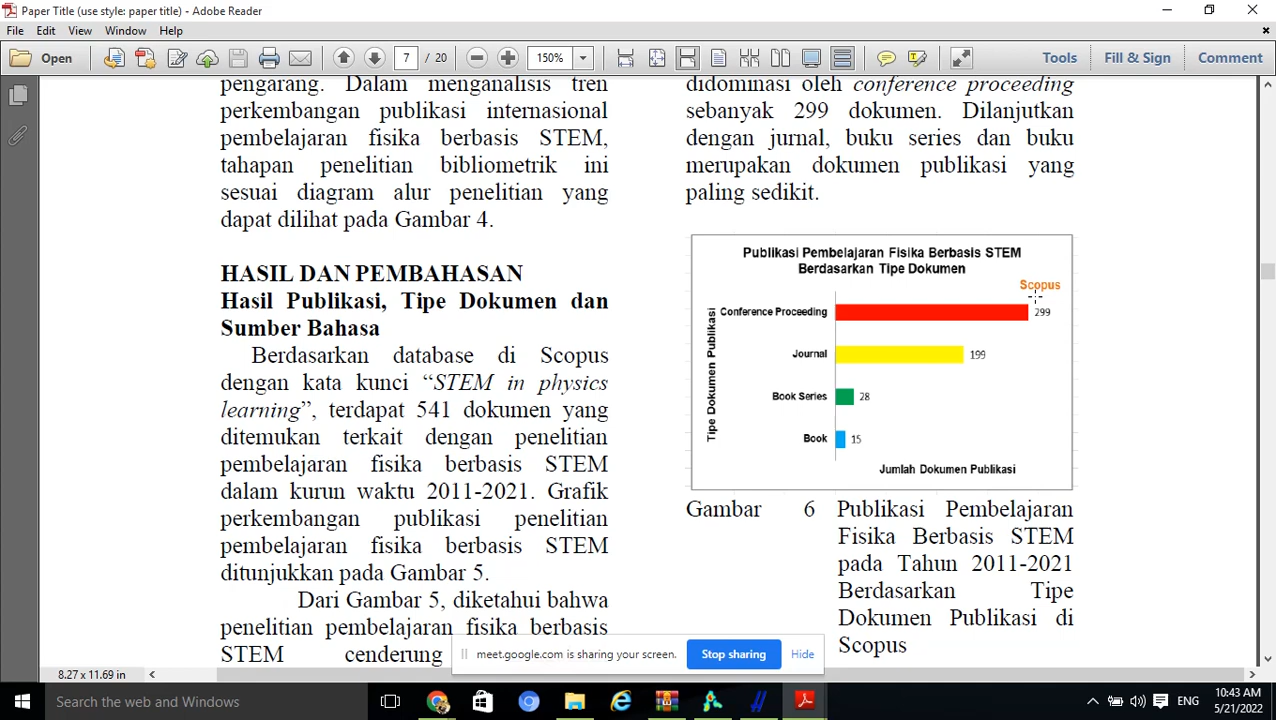 Paper Title (use style: paper title) - Adobe Reader
File Edit View Window Help
Open 7 / 20 150% Tools Fill & Sign Comment
pengarang. Dalam menganalisis tren
perkembangan publikasi internasional
pembelajaran fisika berbasis STEM,
tahapan penelitian bibliometrik ini
sesuai diagram alur penelitian yang
dapat dilihat pada Gambar 4.
HASIL DAN PEMBAHASAN
Hasil Publikasi, Tipe Dokumen dan
Sumber Bahasa
Berdasarkan database di Scopus
dengan kata kunci “STEM in physics
learning”, terdapat 541 dokumen yang
ditemukan terkait dengan penelitian
pembelajaran fisika berbasis STEM
dalam kurun waktu 2011-2021. Grafik
perkembangan publikasi penelitian
pembelajaran fisika berbasis STEM
ditunjukkan pada Gambar 5.
Dari Gambar 5, diketahui bahwa
penelitian pembelajaran fisika berbasis
STEM cenderung
didominasi oleh conference proceeding
sebanyak 299 dokumen. Dilanjutkan
dengan jurnal, buku series dan buku
merupakan dokumen publikasi yang
paling sedikit.
Publikasi Pembelajaran Fisika Berbasis STEM
Berdasarkan Tipe Dokumen
Scopus
Tipe Dokumen Publikasi
Conference Proceeding 299
Journal 199
Book Series 28
Book 15
Jumlah Dokumen Publikasi
Gambar 6 Publikasi Pembelajaran
Fisika Berbasis STEM
pada Tahun 2011-2021
Berdasarkan Tipe
Dokumen Publikasi di
Scopus
meet.google.com is sharing your screen. Stop sharing Hide
8.27 x 11.69 in
Search the web and Windows
ENG
10:43 AM
5/21/2022